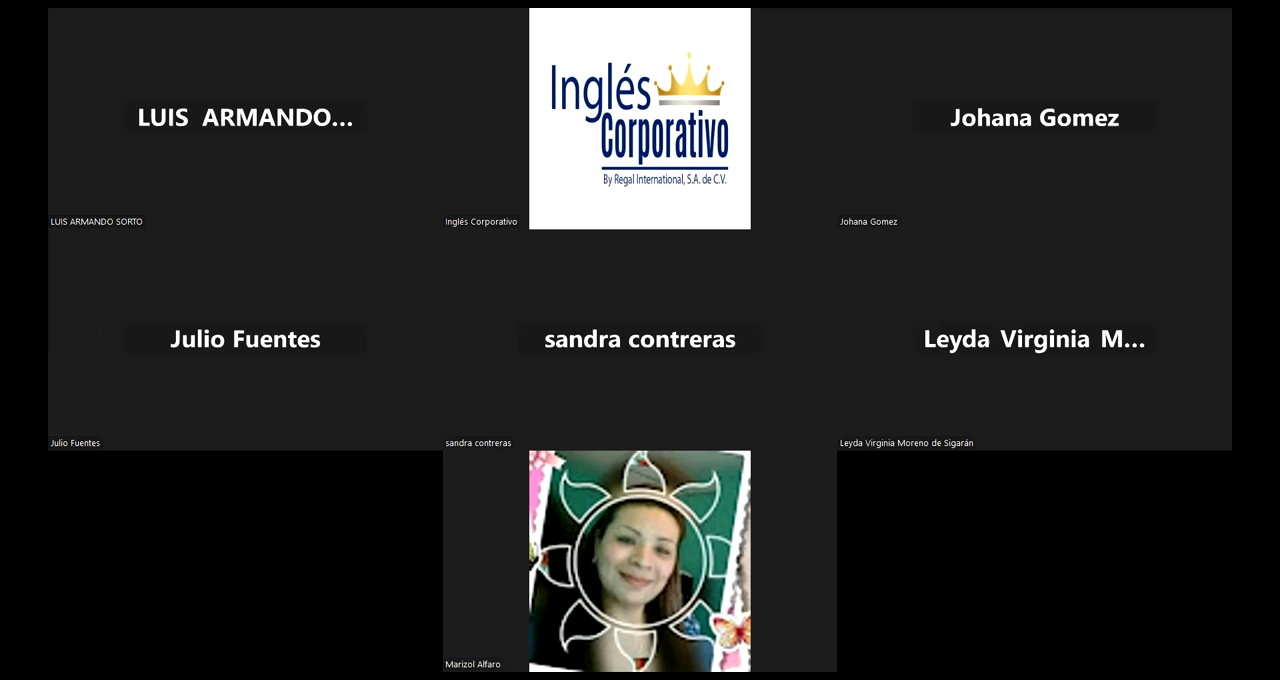 LUIS ARMANDO...
LUIS ARMANDO SORTO
Inglés
Corporativo
By Regal International, S.A. de C.V.
Inglés Corporativo
Johana Gomez
Johana Gomez
Julio Fuentes
Julio Fuentes
sandra contreras
sandra contreras
Leyda Virginia M...
Leyda Virginia Moreno de Sigarán
Marizol Alfaro